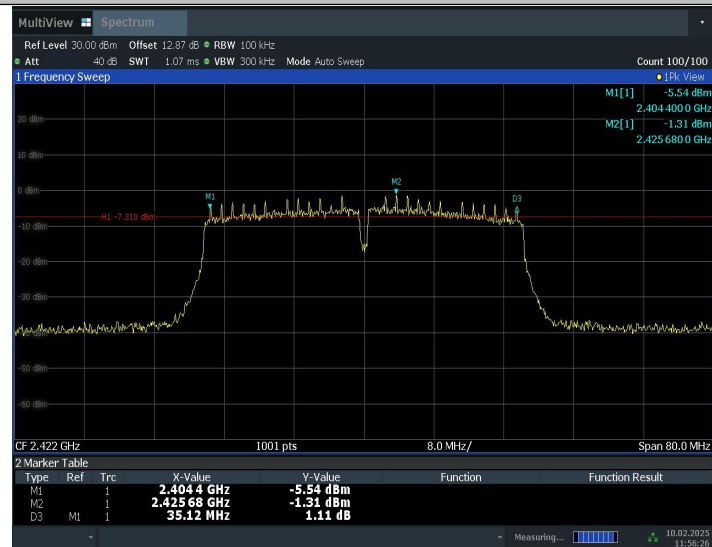 MultiView Spectrum
Ref Level 30.00 dBm Offset 12.87 dB RBW 100 kHz
Att 40 dB SWT 1.07 ms VBW 300 kHz Mode Auto Sweep Count 100/100
1 Frequency Sweep 1Pk View
M1[1] -5.54 dBm
2.404 400 0 GHz
M2[1] -1.31 dBm
2.425 680 0 GHz
20 dBm
10 dBm
0 dBm
M1 M2 D3
H1 -7.310 dBm
-10 dBm
-20 dBm
-30 dBm
-50 dBm
-60 dBm
CF 2.422 GHz 1001 pts 8.0 MHz/ Span 80.0 MHz
2 Marker Table
Type Ref Trc X-Value Y-Value Function Function Result
M1 1 2.404 4 GHz -5.54 dBm
M2 1 2.425 68 GHz -1.31 dBm
D3 M1 1 35.12 MHz 1.11 dB
Measuring... 10.02.2025
11:56:26